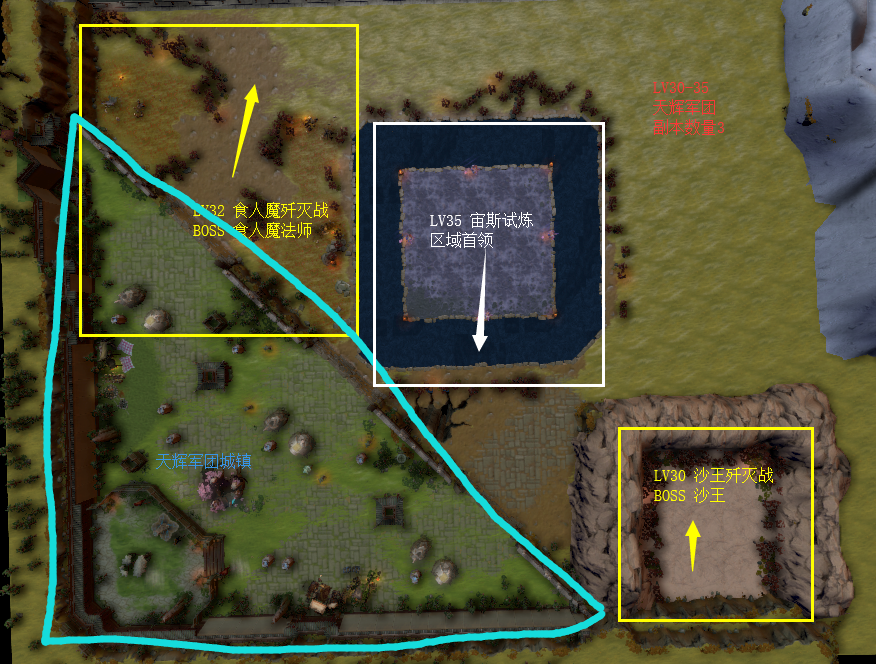 LV30-35
天辉军团
副本数量3
LV32 食人魔歼灭战
BOSS 食人魔法师
LV35 宙斯试炼
区域首领
天辉军团城镇
LV30 沙王歼灭战
BOSS 沙王